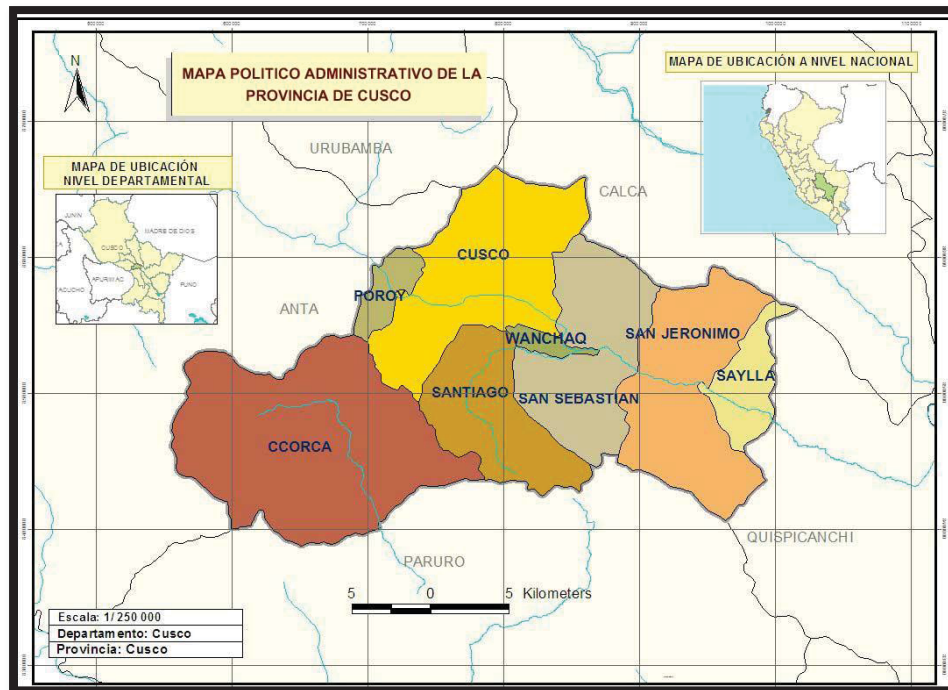 MAPA POLITICO ADMINISTRATIVO DE LA
PROVINCIA DE CUSCO
MAPA DE UBICACIÓN A NIVEL NACIONAL
N
MAPA DE UBICACIÓN
NIVEL DEPARTAMENTAL
JUNIN
MADRE DE DIOS
CUSCO
APURIMAC
PUNO
URUBAMBA
CALCA
ANTA
CUSCO
POROY
WANCHAQ
SAN JERONIMO
SAYLLA
SANTIAGO
SAN SEBASTIAN
CCORCA
QUISPICANCHI
PARURO
5 0 5 Kilometers
Escala: 1/ 250 000
Departamento: Cusco
Provincia: Cusco